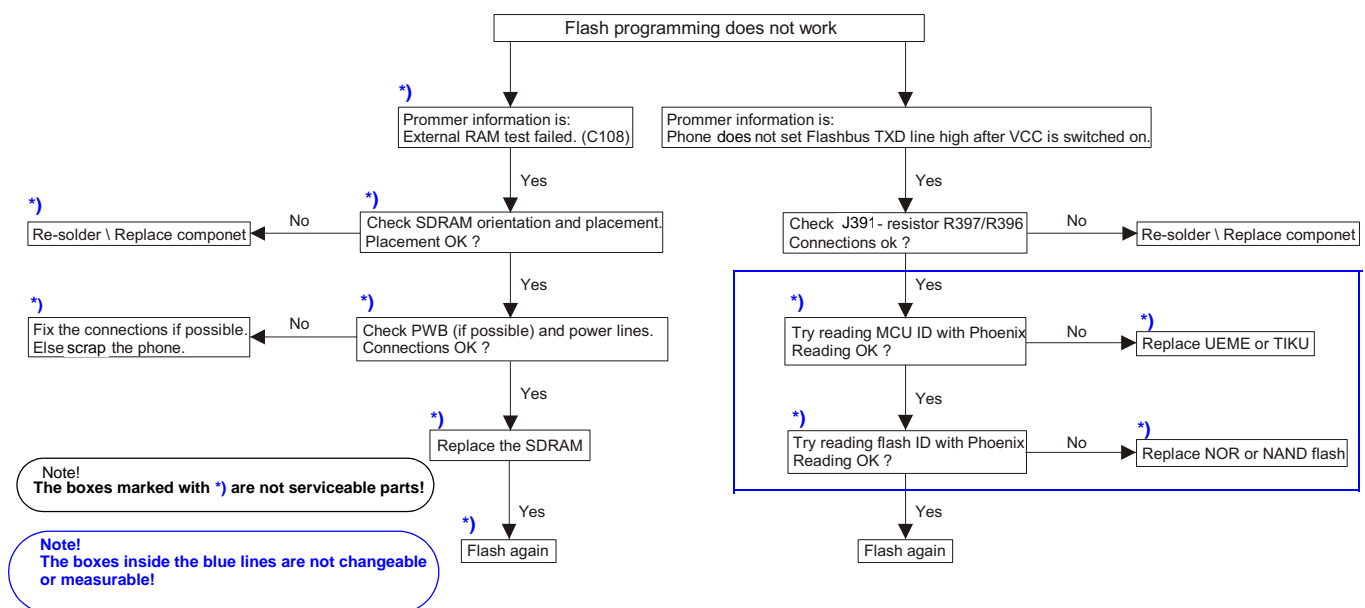 Flash programming does not work
*)
Prommer information is:
External RAM test failed. (C108)
Prommer information is:
Phone does not set Flashbus TXD line high after VCC is switched on.
Yes
Yes
*)
Re-solder \ Replace componet
No
*)
Check SDRAM orientation and placement.
Placement OK ?
Check J391- resistor R397/R396
Connections ok ?
No
Re-solder \ Replace componet
Yes
Yes
*)
Fix the connections if possible.
Else scrap the phone.
No
*)
Check PWB (if possible) and power lines.
Connections OK ?
*)
Try reading MCU ID with Phoenix
Reading OK ?
No
*)
Replace UEME or TIKU
Yes
Yes
*)
Replace the SDRAM
*)
Try reading flash ID with Phoenix
Reading OK ?
No
*)
Replace NOR or NAND flash
Note!
The boxes marked with *) are not serviceable parts!
Yes
Yes
*)
Flash again
Flash again
Note!
The boxes inside the blue lines are not changeable
or measurable!